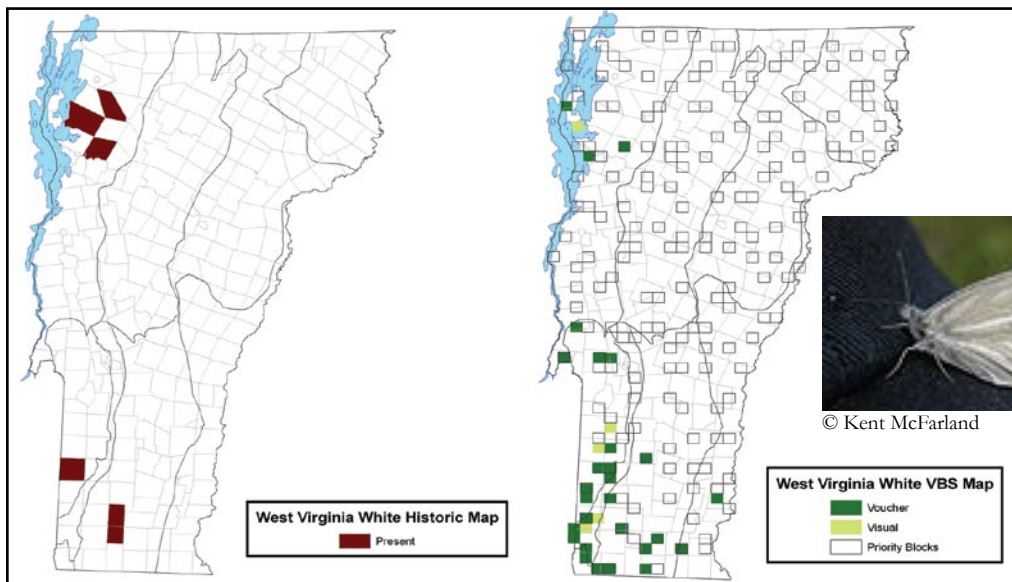 West Virginia White Historic Map
Present
© Kent McFarland
West Virginia White VBS Map
Voucher
Visual
Priority Blocks